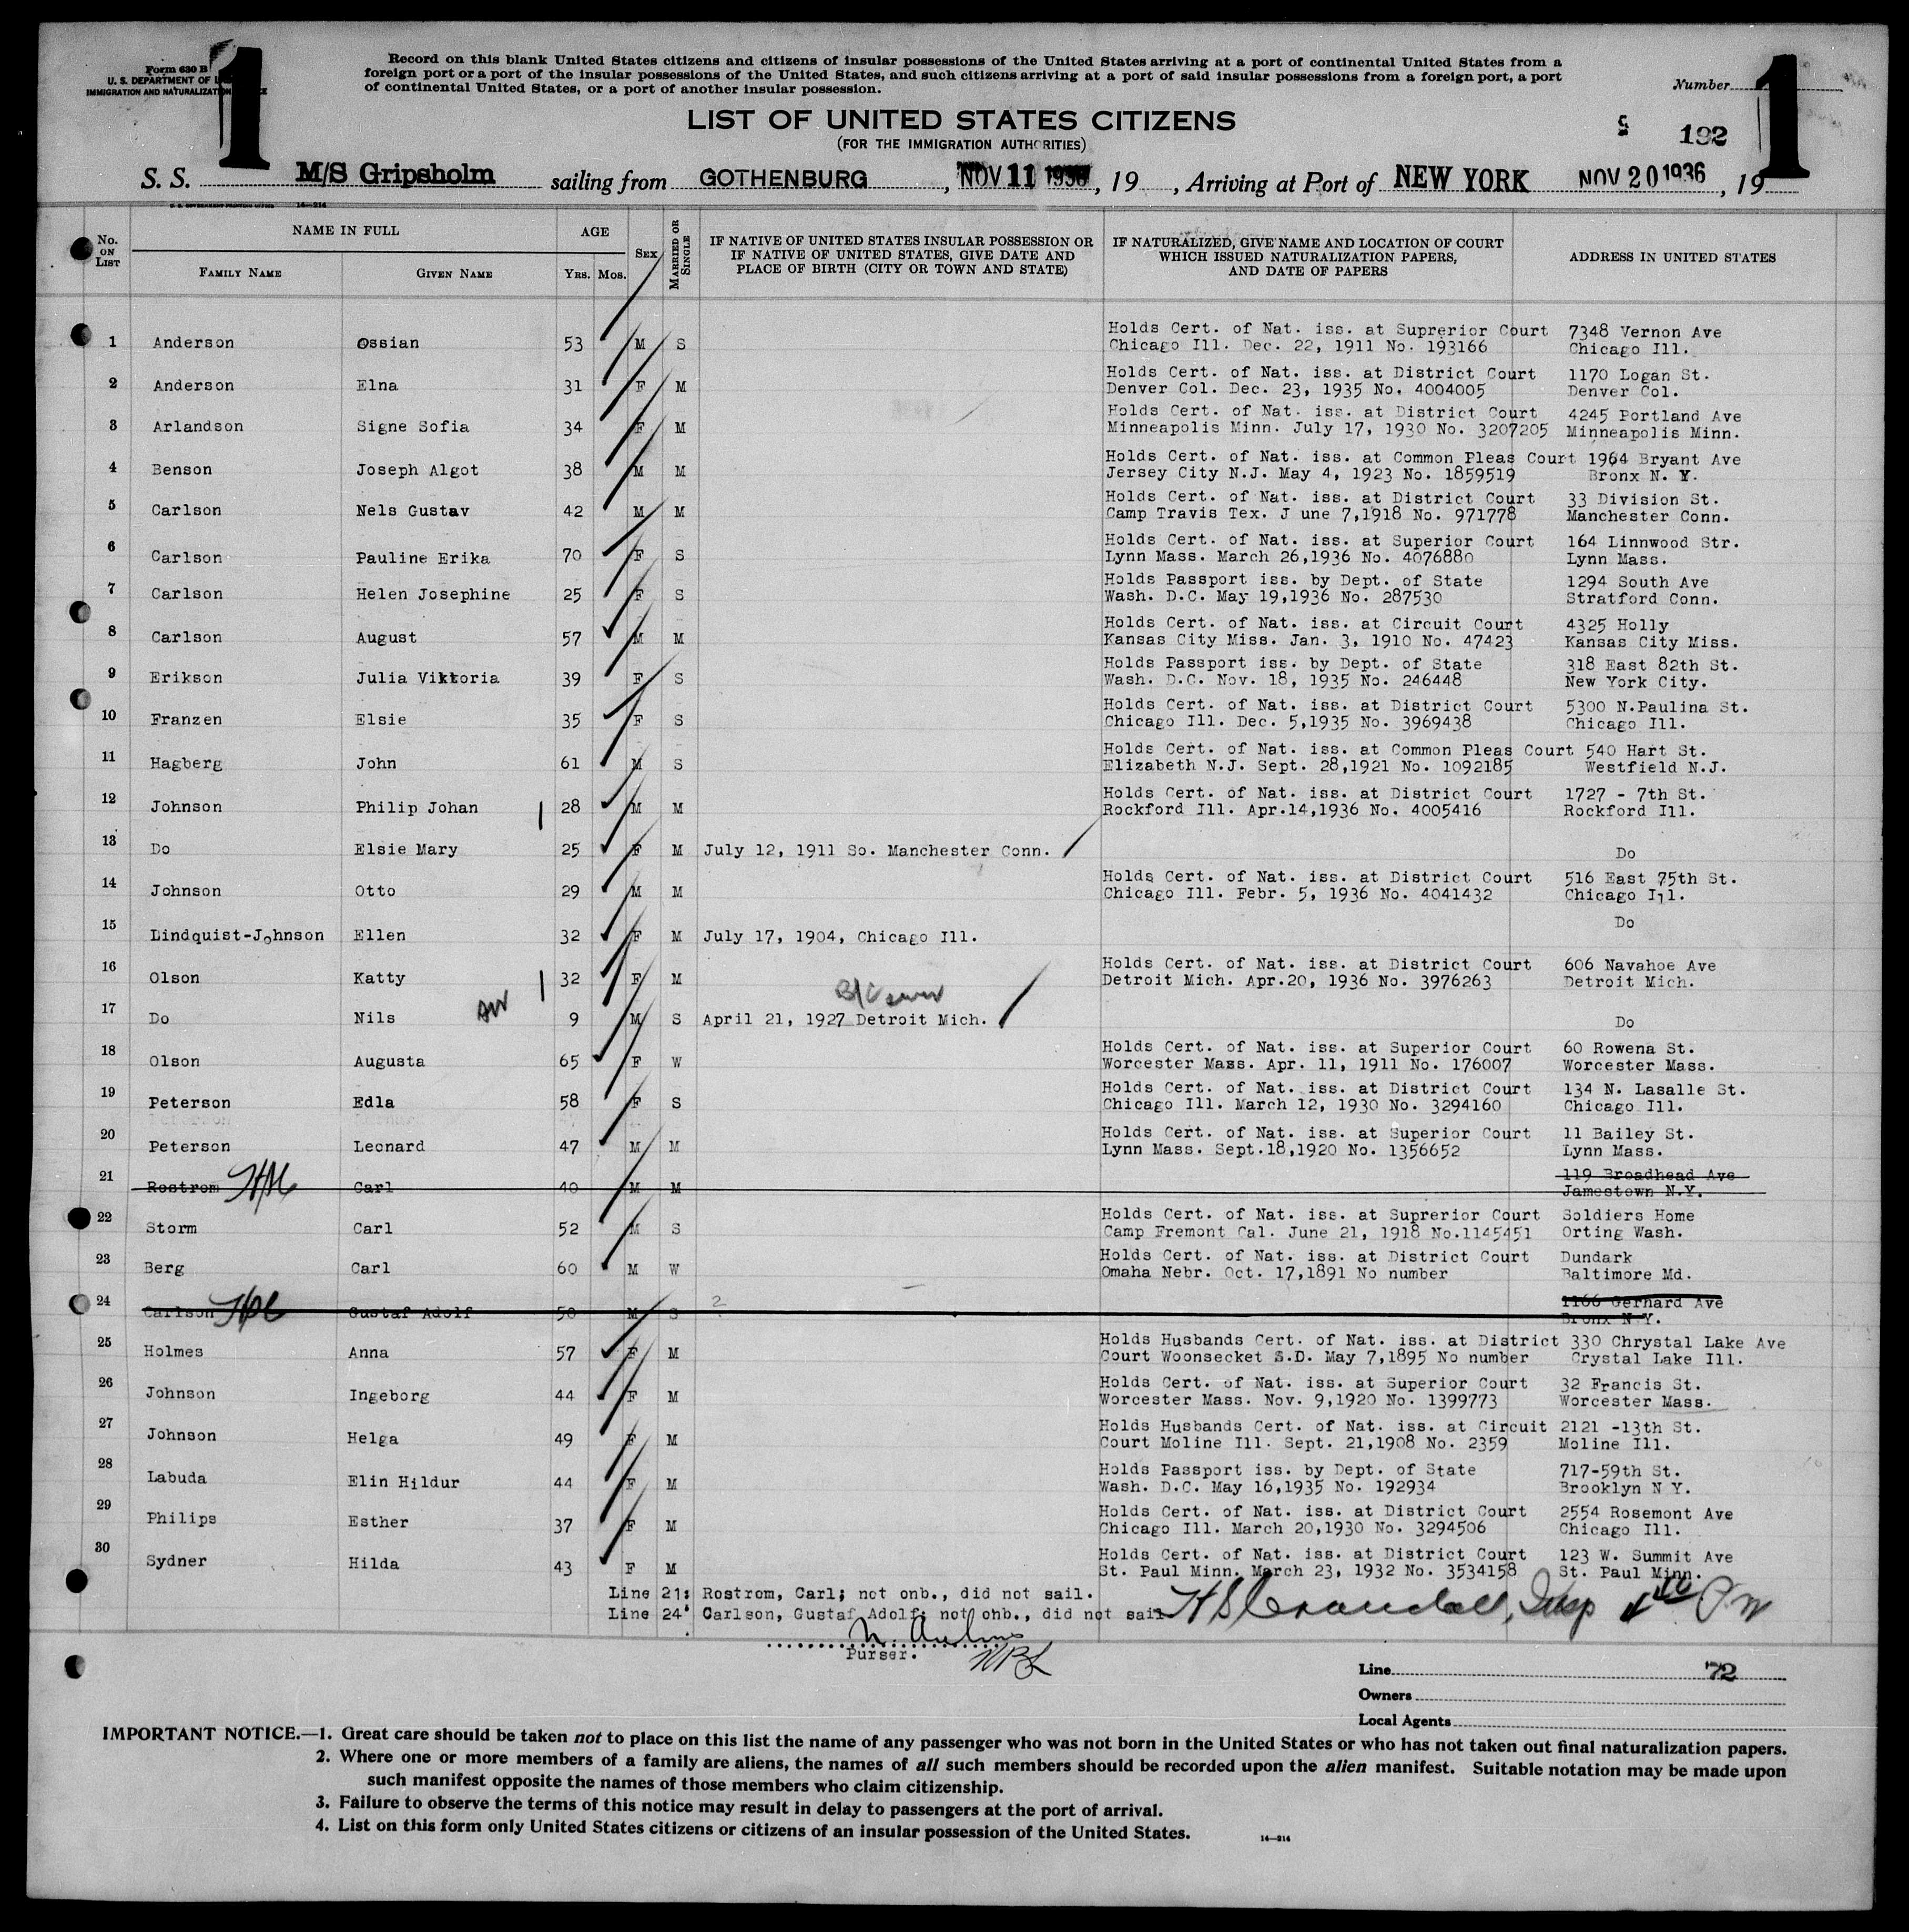 Form 630 B
U. S. DEPARTMENT OF
IMMIGRATION AND NATURALIZATION
1
Record on this blank United States citizens and citizens of insular possessions of the United States arriving at a port of continental United States from a
foreign port or a port of the insular possessions of the United States, and such citizens arriving at a port of said insular possessions from a foreign port, a port
of continental United States, or a port of another insular possession.
Number
1
LIST OF UNITED STATES CITIZENS
(FOR THE IMMIGRATION AUTHORITIES)
192
S. S. M/S Gripsholm sailing from GOTHENBURG, NOV 11 1936, 19 , Arriving at Port of NEW YORK NOV 20 1936, 19
U. S. GOVERNMENT PRINTING OFFICE 14—214
No. ON LIST
NAME IN FULL
FAMILY NAME
GIVEN NAME
AGE
YRS. MOS.
SEX
MARRIED OR SINGLE
IF NATIVE OF UNITED STATES INSULAR POSSESSION OR
IF NATIVE OF UNITED STATES, GIVE DATE AND
PLACE OF BIRTH (CITY OR TOWN AND STATE)
IF NATURALIZED, GIVE NAME AND LOCATION OF COURT
WHICH ISSUED NATURALIZATION PAPERS,
AND DATE OF PAPERS
ADDRESS IN UNITED STATES
1 Anderson Ossian 53 M S Holds Cert. of Nat. iss. at Suprerior Court 7348 Vernon Ave
Chicago Ill. Dec. 22, 1911 No. 193166 Chicago Ill.
2 Anderson Elna 31 F M Holds Cert. of Nat. iss. at District Court 1170 Logan St.
Denver Col. Dec. 23, 1935 No. 4004005 Denver Col.
3 Arlandson Signe Sofia 34 F M Holds Cert. of Nat. iss. at District Court 4245 Portland Ave
Minneapolis Minn. July 17, 1930 No. 3207205 Minneapolis Minn.
4 Benson Joseph Algot 38 M M Holds Cert. of Nat. iss. at Common Pleas Court 1964 Bryant Ave
Jersey City N.J. May 4, 1923 No. 1859519 Bronx N. Y.
5 Carlson Nels Gustav 42 M M Holds Cert. of Nat. iss. at District Court 33 Division St.
Camp Travis Tex. J une 7,1918 No. 971778 Manchester Conn.
6 Carlson Pauline Erika 70 F S Holds Cert. of Nat. iss. at Superior Court 164 Linnwood Str.
Lynn Mass. March 26,1936 No. 4076880 Lynn Mass.
7 Carlson Helen Josephine 25 F S Holds Passport iss. by Dept. of State 1294 South Ave
Wash. D.C. May 19,1936 No. 287530 Stratford Conn.
8 Carlson August 57 M M Holds Cert. of Nat. iss. at Circuit Court 4325 Holly
Kansas City Miss. Jan. 3, 1910 No. 47423 Kansas City Miss.
9 Erikson Julia Viktoria 39 F S Holds Passport iss. by Dept. of State 318 East 82th St.
Wash. D.C. Nov. 18, 1935 No. 246448 New York City.
10 Franzen Elsie 35 F S Holds Cert. of Nat. iss. at District Court 5300 N.Paulina St.
Chicago Ill. Dec. 5,1935 No. 3969438 Chicago Ill.
11 Hagberg John 61 M S Holds Cert. of Nat. iss. at Common Pleas Court 540 Hart St.
Elizabeth N.J. Sept. 28,1921 No. 1092185 Westfield N.J.
12 Johnson Philip Johan 28 M M Holds Cert. of Nat. iss. at District Court 1727 - 7th St.
Rockford Ill. Apr.14,1936 No. 4005416 Rockford Ill.
13 Do Elsie Mary 25 F M July 12, 1911 So. Manchester Conn. Do
14 Johnson Otto 29 M M Holds Cert. of Nat. iss. at District Court 516 East 75th St.
Chicago Ill. Febr. 5, 1936 No. 4041432 Chicago Ill.
15 Lindquist-Johnson Ellen 32 F M July 17, 1904, Chicago Ill. Do
16 Olson Katty 32 F M Holds Cert. of Nat. iss. at District Court 606 Navahoe Ave
Detroit Mich. Apr.20, 1936 No. 3976263 Detroit Mich.
17 Do Nils 9 M S April 21, 1927 Detroit Mich. Do
18 Olson Augusta 65 F W Holds Cert. of Nat. iss. at Superior Court 60 Rowena St.
Worcester Mass. Apr. 11, 1911 No. 176007 Worcester Mass.
19 Peterson Edla 58 F S Holds Cert. of Nat. iss. at District Court 134 N. Lasalle St.
Chicago Ill. March 12, 1930 No. 3294160 Chicago Ill.
20 Peterson Leonard 47 M M Holds Cert. of Nat. iss. at Superior Court 11 Bailey St.
Lynn Mass. Sept.18,1920 No. 1356652 Lynn Mass.
21 Rostrom Carl 40 M M 119 Broadhead Ave
Jamestown N.Y.
22 Storm Carl 52 M S Holds Cert. of Nat. iss. at Suprerior Court Soldiers Home
Camp Fremont Cal. June 21, 1918 No.1145451 Orting Wash.
23 Berg Carl 60 M W Holds Cert. of Nat. iss. at District Court Dundark
Omaha Nebr. Oct. 17,1891 No number Baltimore Md.
24 Carlson Gustaf Adolf 50 M S 1166 Gerhard Ave
Bronx N.Y.
25 Holmes Anna 57 F M Holds Husbands Cert. of Nat. iss. at District 330 Chrystal Lake Ave
Court Woonsecket S.D. May 7,1895 No number Crystal Lake Ill.
26 Johnson Ingeborg 44 F M Holds Cert. of Nat. iss. at Superior Court 32 Francis St.
Worcester Mass. Nov. 9,1920 No. 1399773 Worcester Mass.
27 Johnson Helga 49 F M Holds Husbands Cert. of Nat. iss. at Circuit 2121 -13th St.
Court Moline Ill. Sept. 21,1908 No. 2359 Moline Ill.
28 Labuda Elin Hildur 44 F M Holds Passport iss. by Dept. of State 717-59th St.
Wash. D.C. May 16,1935 No. 192934 Brooklyn N Y.
29 Philips Esther 37 F M Holds Cert. of Nat. iss. at District Court 2554 Rosemont Ave
Chicago Ill. March 20,1930 No. 3294506 Chicago Ill.
30 Sydner Hilda 43 F M Holds Cert. of Nat. iss. at District Court 123 W. Summit Ave
St. Paul Minn. March 23, 1932 No. 3534158 St. Paul Minn.
Line 21: Rostrom, Carl; not onb., did not sail.
Line 24: Carlson, Gustaf Adolf; not onb., did not sail
Purser.
Line 72
Owners
Local Agents
IMPORTANT NOTICE.—1. Great care should be taken not to place on this list the name of any passenger who was not born in the United States or who has not taken out final naturalization papers.
2. Where one or more members of a family are aliens, the names of all such members should be recorded upon the alien manifest. Suitable notation may be made upon
such manifest opposite the names of those members who claim citizenship.
3. Failure to observe the terms of this notice may result in delay to passengers at the port of arrival.
4. List on this form only United States citizens or citizens of an insular possession of the United States.
14—214